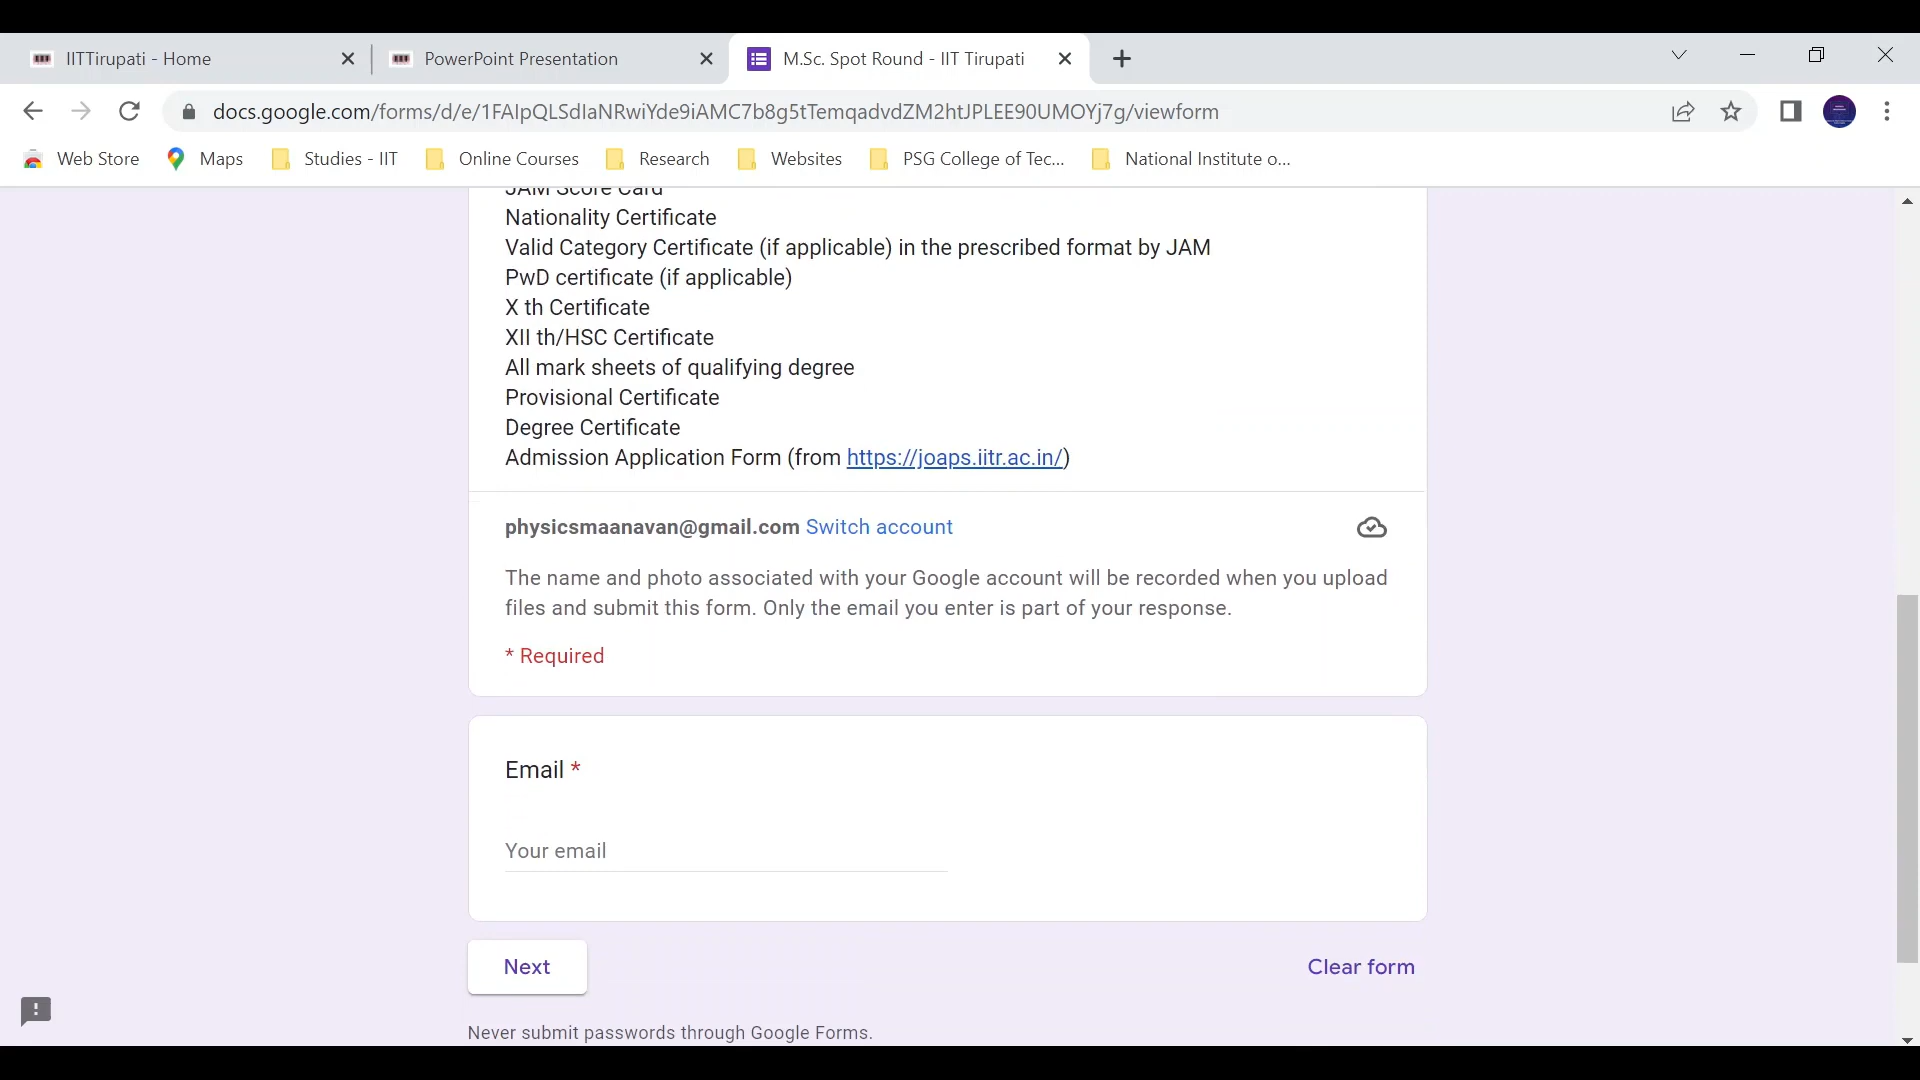 IITTirupati - Home
PowerPoint Presentation
M.Sc. Spot Round - IIT Tirupati
docs.google.com/forms/d/e/1FAIpQLSdIaNRwiYde9iAMC7b8g5tTemqadvdZM2htJPLEE90UMOYj7g/viewform
Web Store
Maps
Studies - IIT
Online Courses
Research
Websites
PSG College of Tec...
National Institute o...
JAM Score Card
Nationality Certificate
Valid Category Certificate (if applicable) in the prescribed format by JAM
PwD certificate (if applicable)
X th Certificate
XII th/HSC Certificate
All mark sheets of qualifying degree
Provisional Certificate
Degree Certificate
Admission Application Form (from https://joaps.iitr.ac.in/)
physicsmaanavan@gmail.com Switch account
The name and photo associated with your Google account will be recorded when you upload
files and submit this form. Only the email you enter is part of your response.
* Required
Email *
Your email
Next
Clear form
Never submit passwords through Google Forms.